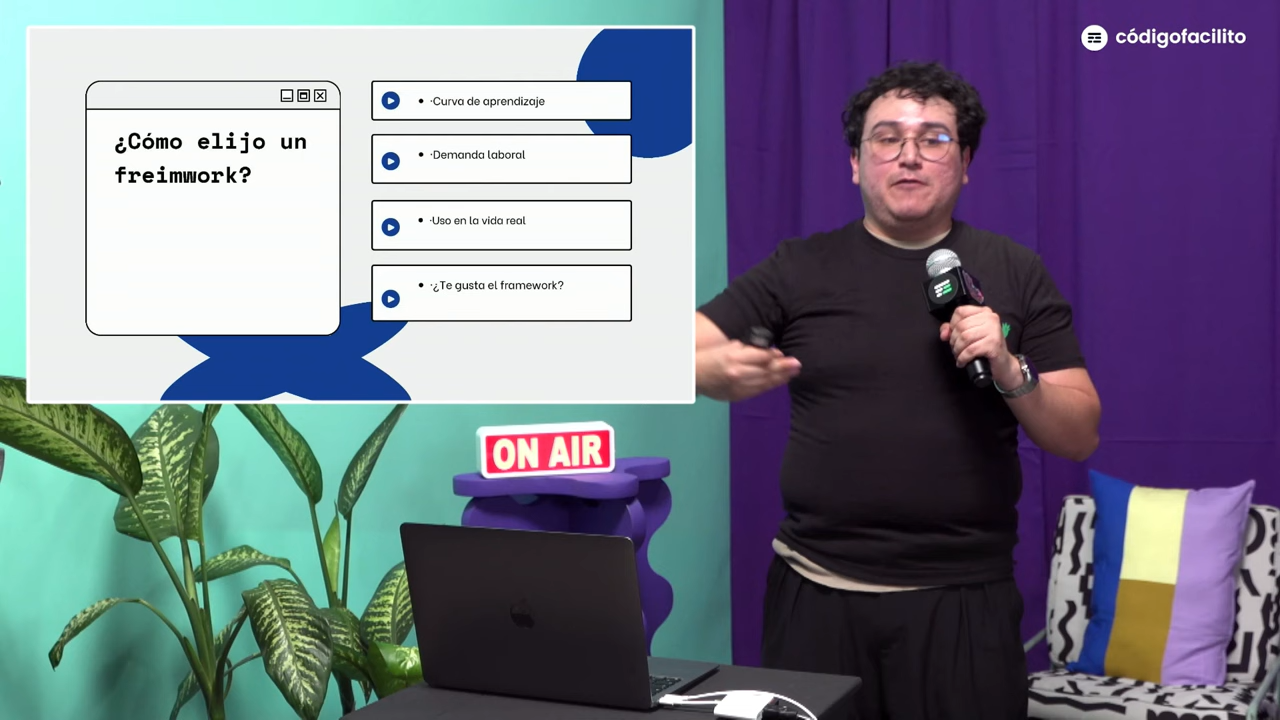 códigofacilito
¿Cómo elijo un
freimwork?
• ·Curva de aprendizaje
• ·Demanda laboral
• ·Uso en la vida real
• ·¿Te gusta el framework?
ON AIR